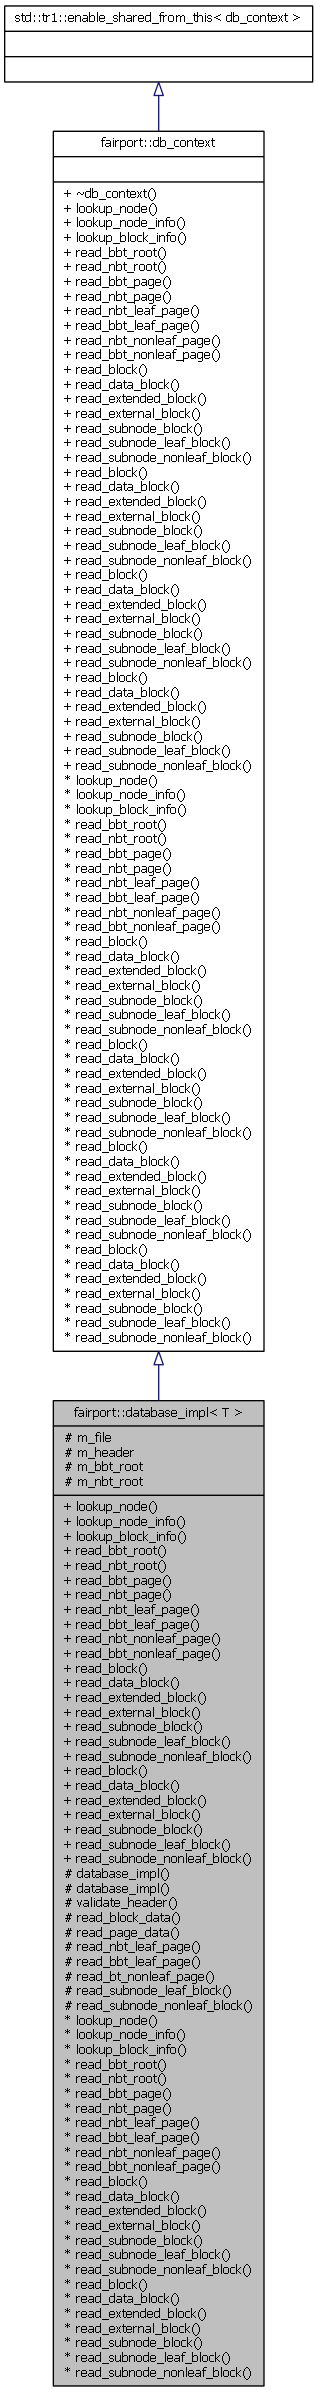 std::tr1::enable_shared_from_this< db_context >
fairport::db_context
+ ~db_context()
+ lookup_node()
+ lookup_node_info()
+ lookup_block_info()
+ read_bbt_root()
+ read_nbt_root()
+ read_bbt_page()
+ read_nbt_page()
+ read_nbt_leaf_page()
+ read_bbt_leaf_page()
+ read_nbt_nonleaf_page()
+ read_bbt_nonleaf_page()
+ read_block()
+ read_data_block()
+ read_extended_block()
+ read_external_block()
+ read_subnode_block()
+ read_subnode_leaf_block()
+ read_subnode_nonleaf_block()
+ read_block()
+ read_data_block()
+ read_extended_block()
+ read_external_block()
+ read_subnode_block()
+ read_subnode_leaf_block()
+ read_subnode_nonleaf_block()
+ read_block()
+ read_data_block()
+ read_extended_block()
+ read_external_block()
+ read_subnode_block()
+ read_subnode_leaf_block()
+ read_subnode_nonleaf_block()
+ read_block()
+ read_data_block()
+ read_extended_block()
+ read_external_block()
+ read_subnode_block()
+ read_subnode_leaf_block()
+ read_subnode_nonleaf_block()
* lookup_node()
* lookup_node_info()
* lookup_block_info()
* read_bbt_root()
* read_nbt_root()
* read_bbt_page()
* read_nbt_page()
* read_nbt_leaf_page()
* read_bbt_leaf_page()
* read_nbt_nonleaf_page()
* read_bbt_nonleaf_page()
* read_block()
* read_data_block()
* read_extended_block()
* read_external_block()
* read_subnode_block()
* read_subnode_leaf_block()
* read_subnode_nonleaf_block()
* read_block()
* read_data_block()
* read_extended_block()
* read_external_block()
* read_subnode_block()
* read_subnode_leaf_block()
* read_subnode_nonleaf_block()
* read_block()
* read_data_block()
* read_extended_block()
* read_external_block()
* read_subnode_block()
* read_subnode_leaf_block()
* read_subnode_nonleaf_block()
* read_block()
* read_data_block()
* read_extended_block()
* read_external_block()
* read_subnode_block()
* read_subnode_leaf_block()
* read_subnode_nonleaf_block()
fairport::database_impl< T >
# m_file
# m_header
# m_bbt_root
# m_nbt_root
+ lookup_node()
+ lookup_node_info()
+ lookup_block_info()
+ read_bbt_root()
+ read_nbt_root()
+ read_bbt_page()
+ read_nbt_page()
+ read_nbt_leaf_page()
+ read_bbt_leaf_page()
+ read_nbt_nonleaf_page()
+ read_bbt_nonleaf_page()
+ read_block()
+ read_data_block()
+ read_extended_block()
+ read_external_block()
+ read_subnode_block()
+ read_subnode_leaf_block()
+ read_subnode_nonleaf_block()
+ read_block()
+ read_data_block()
+ read_extended_block()
+ read_external_block()
+ read_subnode_block()
+ read_subnode_leaf_block()
+ read_subnode_nonleaf_block()
# database_impl()
# database_impl()
# validate_header()
# read_block_data()
# read_page_data()
# read_nbt_leaf_page()
# read_bbt_leaf_page()
# read_bt_nonleaf_page()
# read_subnode_leaf_block()
# read_subnode_nonleaf_block()
* lookup_node()
* lookup_node_info()
* lookup_block_info()
* read_bbt_root()
* read_nbt_root()
* read_bbt_page()
* read_nbt_page()
* read_nbt_leaf_page()
* read_bbt_leaf_page()
* read_nbt_nonleaf_page()
* read_bbt_nonleaf_page()
* read_block()
* read_data_block()
* read_extended_block()
* read_external_block()
* read_subnode_block()
* read_subnode_leaf_block()
* read_subnode_nonleaf_block()
* read_block()
* read_data_block()
* read_extended_block()
* read_external_block()
* read_subnode_block()
* read_subnode_leaf_block()
* read_subnode_nonleaf_block()